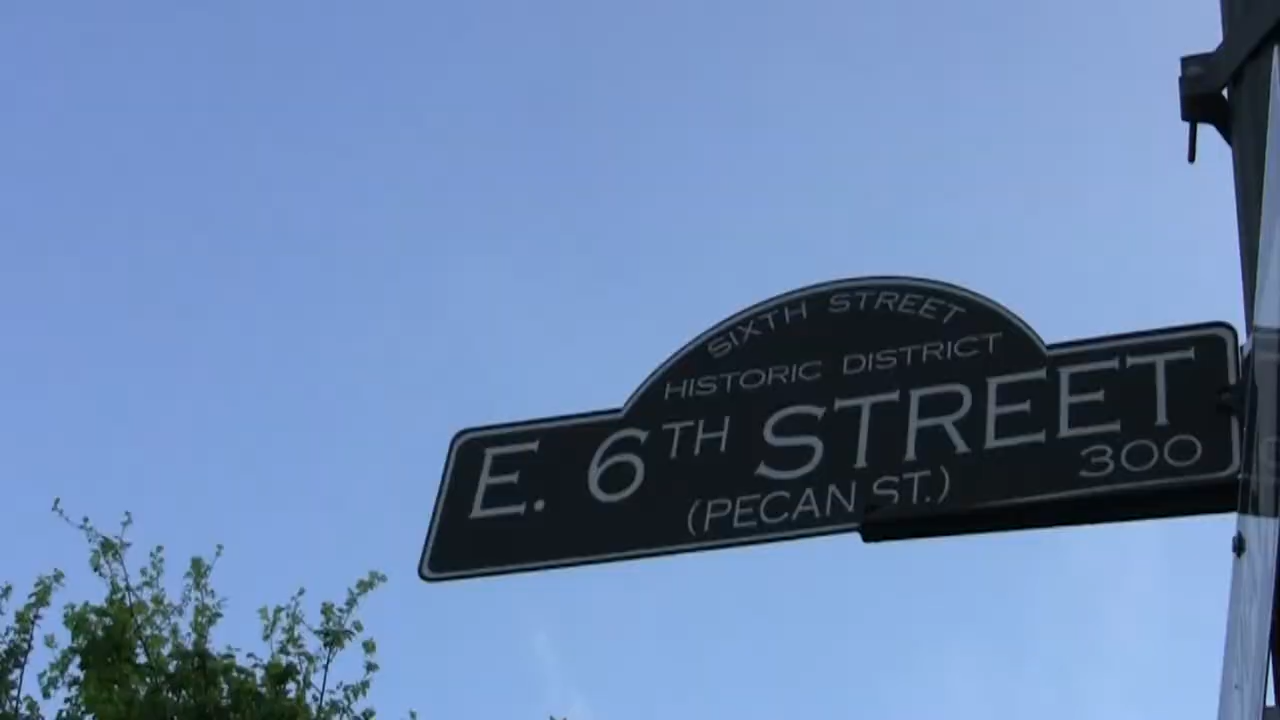 SIXTH STREET
HISTORIC DISTRICT
E. 6TH STREET
(PECAN ST.) 300